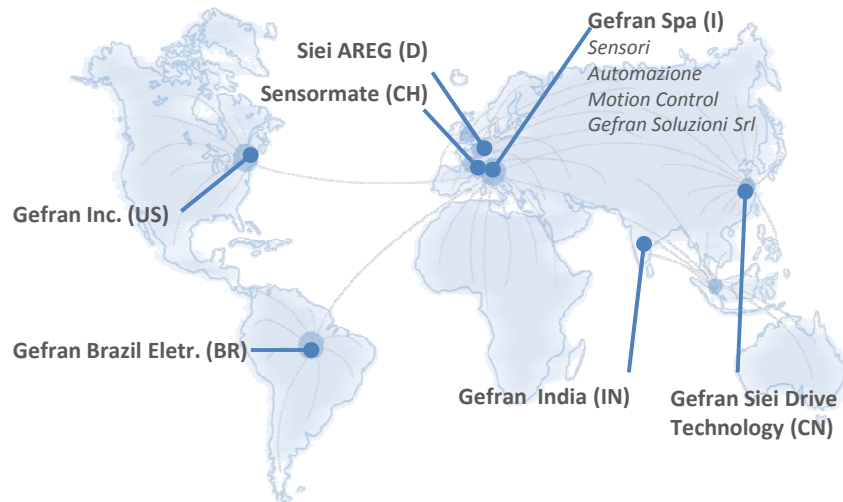 Gefran Spa (I)
Sensori
Automazione
Motion Control
Gefran Soluzioni Srl
Siei AREG (D)
Sensormate (CH)
Gefran Inc. (US)
Gefran Brazil Eletr. (BR)
Gefran India (IN)
Gefran Siei Drive
Technology (CN)